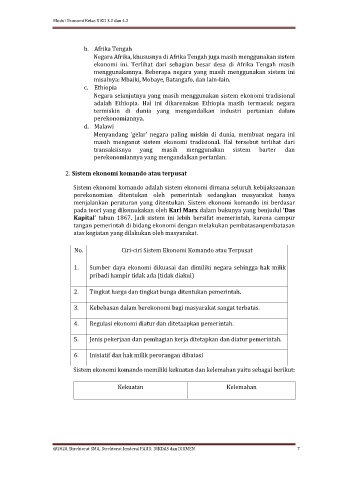 Modul Ekonomi Kelas X KD 3.2 dan 4.2
b. Afrika Tengah
Negara Afrika, khususnya di Afrika Tengah juga masih menggunakan sistem
ekonomi ini. Terlihat dari sebagian besar desa di Afrika Tengah masih
menggunakannya. Beberapa negara yang masih menggunakan sistem ini
misalnya: Mbaiki, Mobaye, Batangafo, dan lain-lain.
c. Ethiopia
Negara selanjutnya yang masih menggunakan sistem ekonomi tradisional
adalah Ethiopia. Hal ini dikarenakan Ethiopia masih termasuk negara
termiskin di dunia yang mengandalkan industri pertanian dalam
perekonomiannya.
d. Malawi
Menyandang 'gelar' negara paling miskin di dunia, membuat negara ini
masih menganut sistem ekonomi tradisional. Hal tersebut terlihat dari
transaksinya yang masih menggunakan sistem barter dan
perekonomiannya yang mengandalkan pertanian.
2. Sistem ekonomi komando atau terpusat
Sistem ekonomi komando adalah sistem ekonomi dimana seluruh kebijaksanaan
perekonomian ditentukan oleh pemerintah sedangkan masyarakat hanya
menjalankan peraturan yang ditentukan. Sistem ekonomi komando ini berdasar
pada teori yang dikemukakan oleh Karl Marx dalam bukunya yang berjudul 'Das
Kapital' tahun 1867. Jadi sistem ini lebih bersifat memerintah, karena campur
tangan pemerintah di bidang ekonomi dengan melakukan pembatasanpembatasan
atas kegiatan yang dilakukan oleh masyarakat.
No. Ciri-ciri Sistem Ekonomi Komando atau Terpusat
1. Sumber daya ekonomi dikuasai dan dimiliki negara sehingga hak milik
pribadi hampir tidak ada (tidak diakui)
2. Tingkat harga dan tingkat bunga ditentukan pemerintah.
3. Kebebasan dalam berekonomi bagi masyarakat sangat terbatas.
4. Regulasi ekonomi diatur dan ditetapkan pemerintah.
5. Jenis pekerjaan dan pembagian kerja ditetapkan dan diatur pemerintah.
6. Inisiatif dan hak milik perorangan dibatasi
Sistem ekonomi komando memiliki kekuatan dan kelemahan yaitu sebagai berikut:
Kekuatan Kelemahan
@2020, Direktorat SMA, Direktorat Jenderal PAUD, DIKDAS dan DIKMEN 7